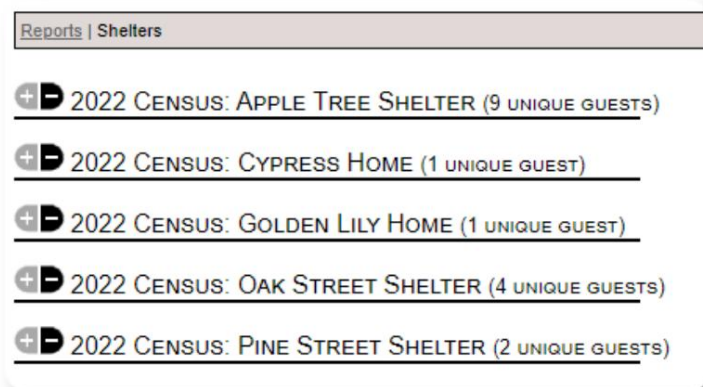 Reports | Shelters
2022 Census: Apple Tree Shelter (9 unique guests)
2022 Census: Cypress Home (1 unique guest)
2022 Census: Golden Lily Home (1 unique guest)
2022 Census: Oak Street Shelter (4 unique guests)
2022 Census: Pine Street Shelter (2 unique guests)